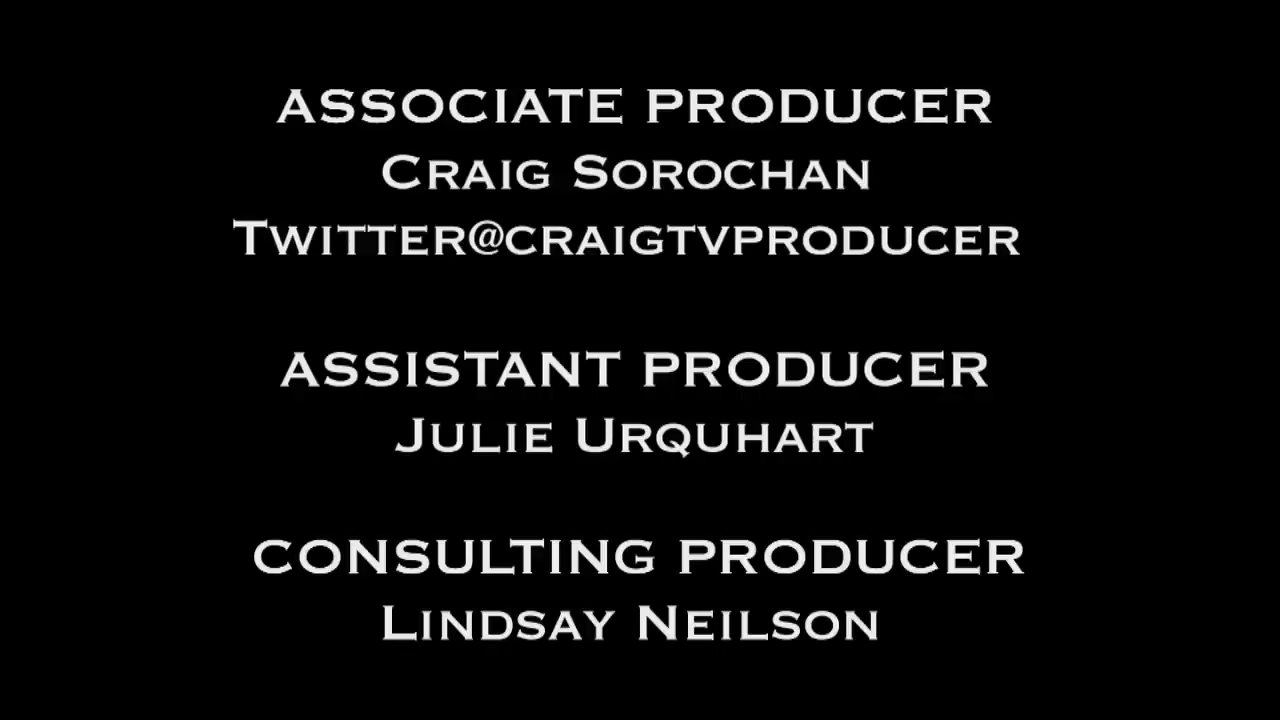 ASSOCIATE PRODUCER
CRAIG SOROCHAN
TWITTER@CRAIGTVPRODUCER
ASSISTANT PRODUCER
JULIE URQUHART
CONSULTING PRODUCER
LINDSAY NEILSON